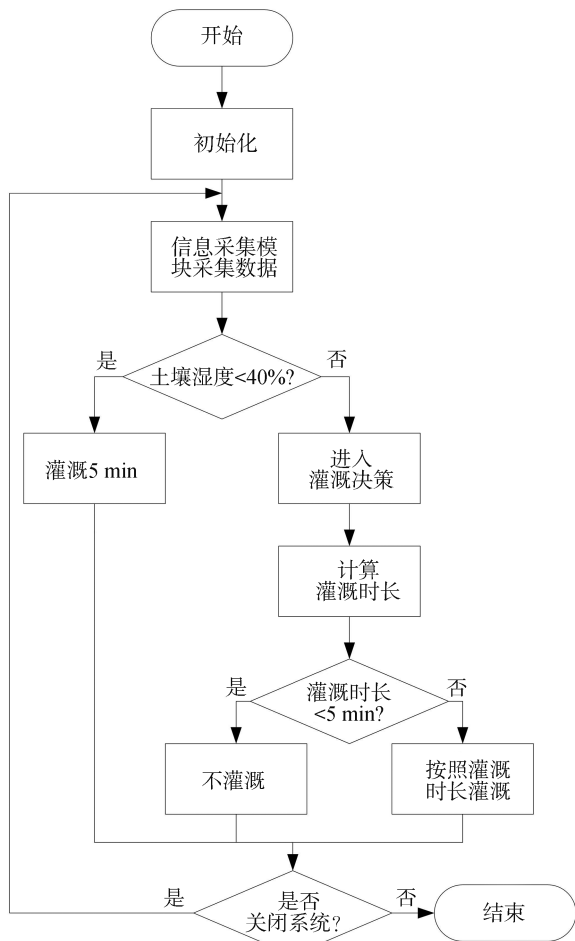 开始
初始化
信息采集模
块采集数据
是
土壤湿度<40%?
否
灌溉5 min
进入
灌溉决策
计算
灌溉时长
是
灌溉时长
<5 min?
否
不灌溉
按照灌溉
时长灌溉
是
是否
关闭系统?
否
结束